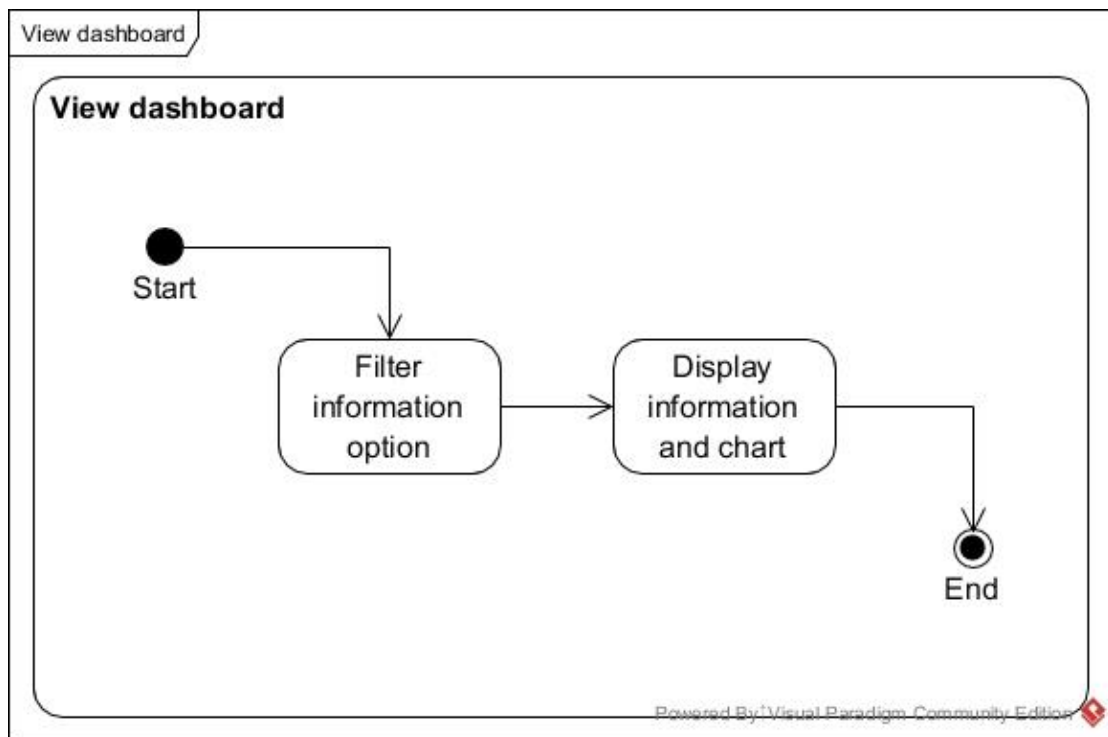 View dashboard
View dashboard
Start
Filter
information
option
Display
information
and chart
End
Powered By Visual Paradigm Community Edition